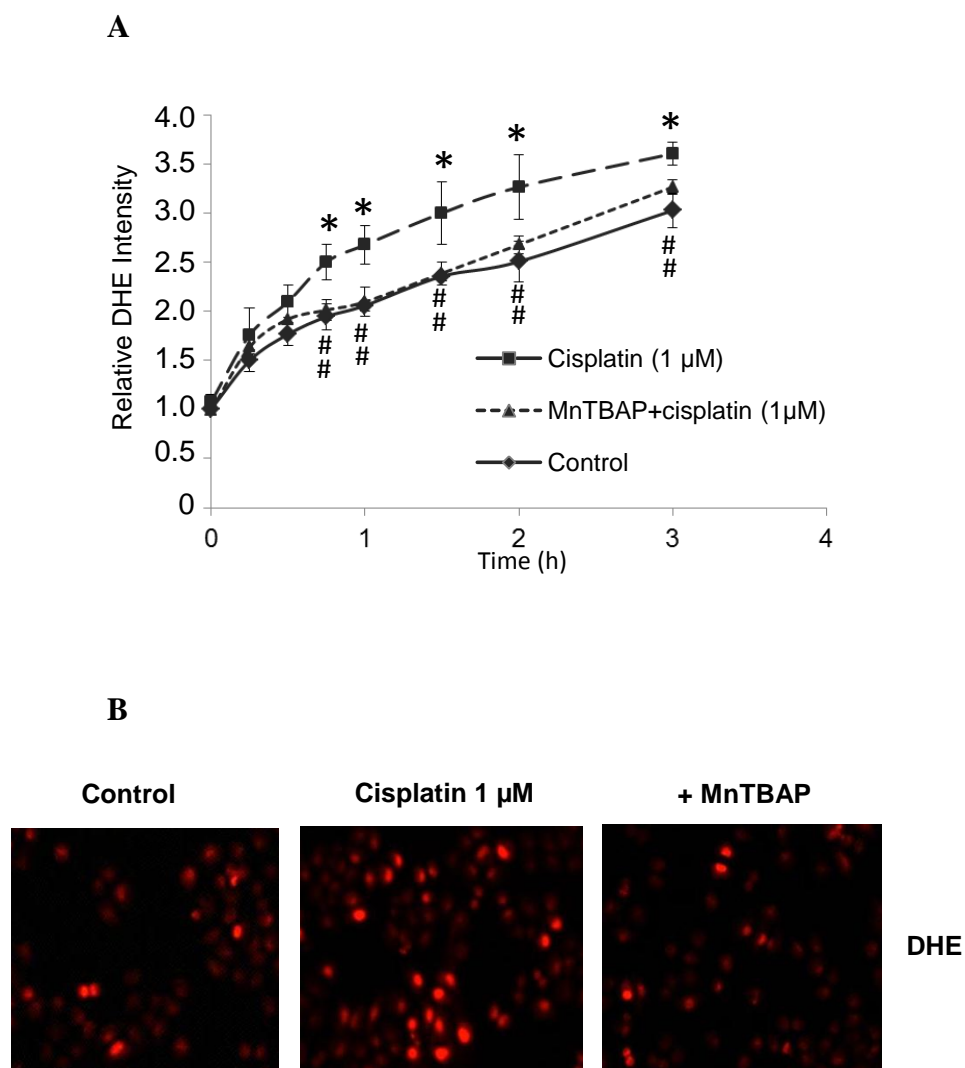 A
Relative DHE Intensity
4.0
3.5
3.0
2.5
2.0
1.5
1.0
0.5
0
* * * * *
# # # # #
# # # # #
Cisplatin (1 µM)
MnTBAP+cisplatin (1µM)
Control
0 1 2 3 4
Time (h)
B
Control Cisplatin 1 µM + MnTBAP
DHE